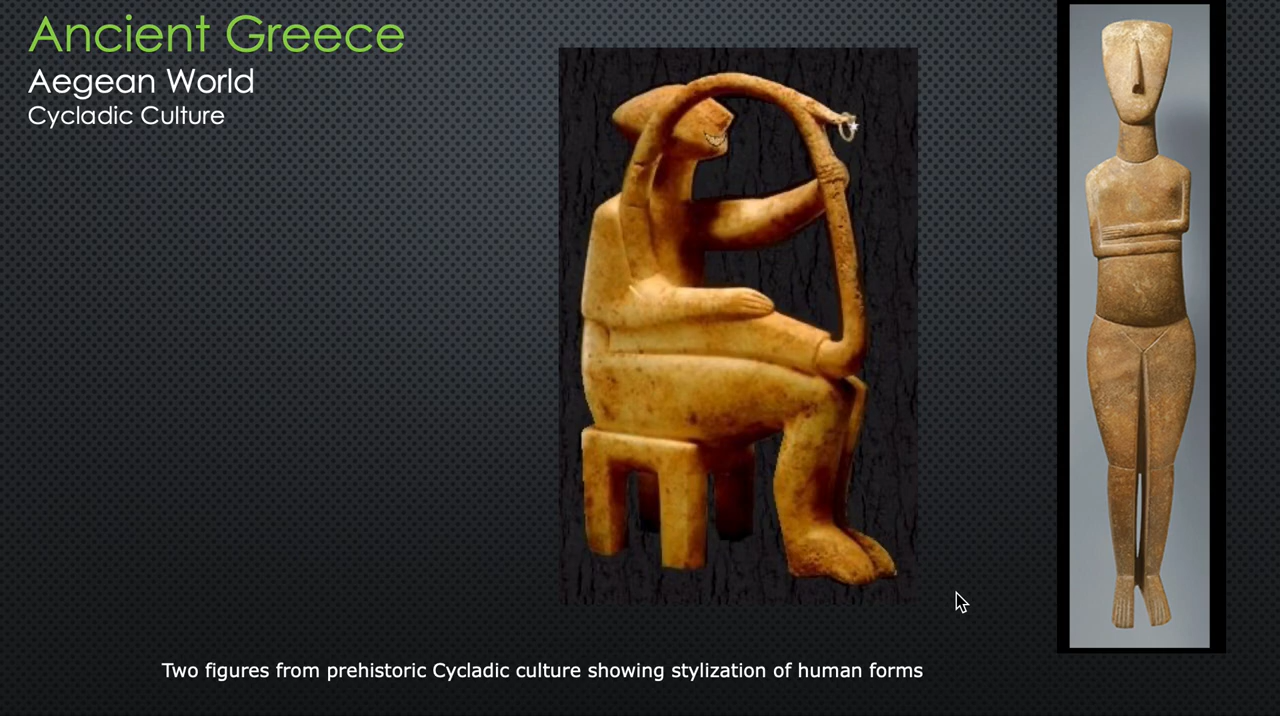 Ancient Greece
Aegean World
Cycladic Culture
Two figures from prehistoric Cycladic culture showing stylization of human forms